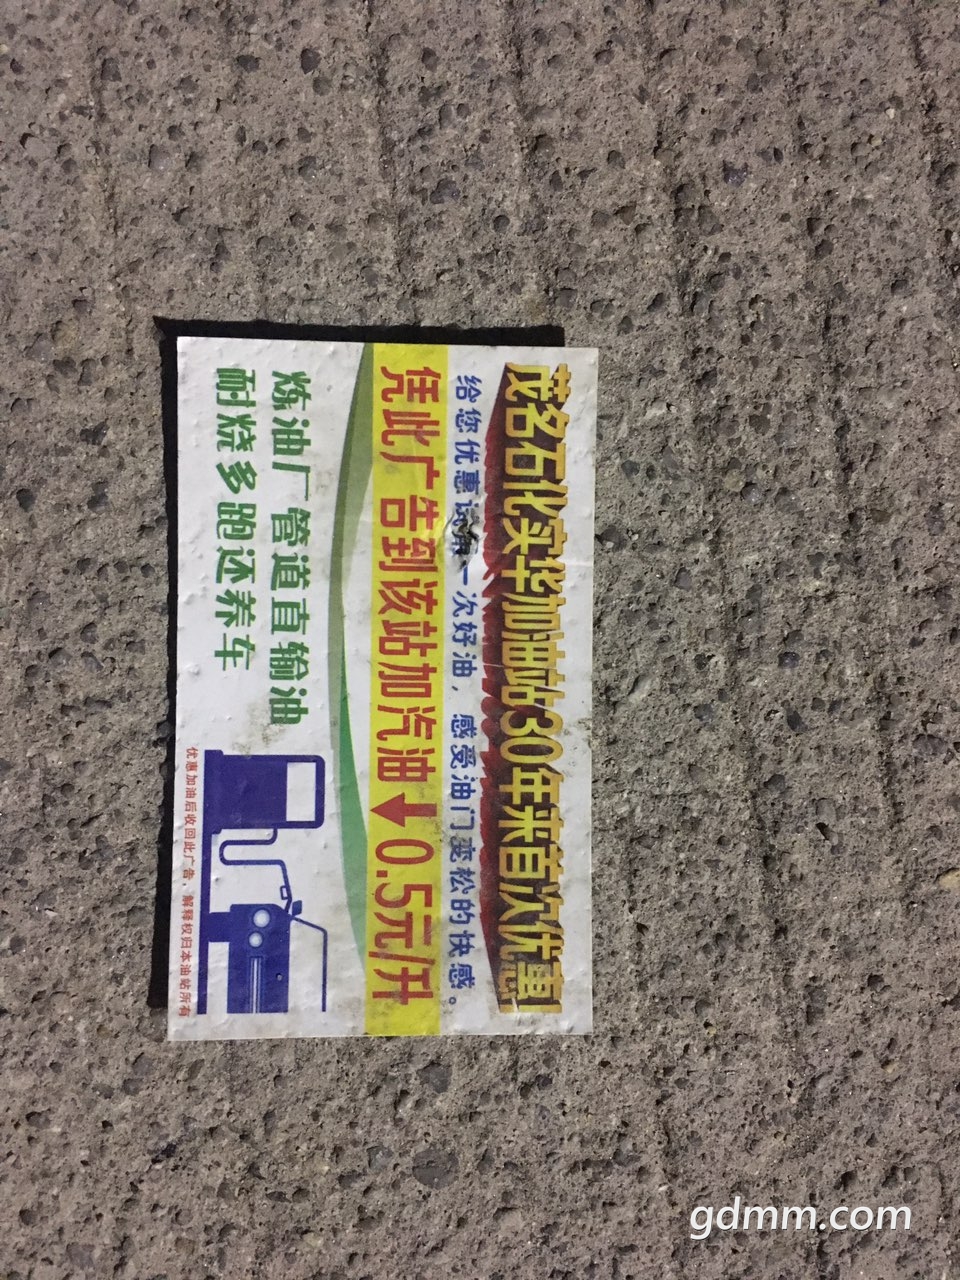 茂名石化实华加油站30年来首次优惠!
给您优惠试 一次好油，感受油门变松的快感。
凭此广告到该站加汽油↓0.5元/升
炼油厂管道直输油
耐烧多跑还养车
优惠加油后收回此广告，解释权归本油站所有
gdmm.com